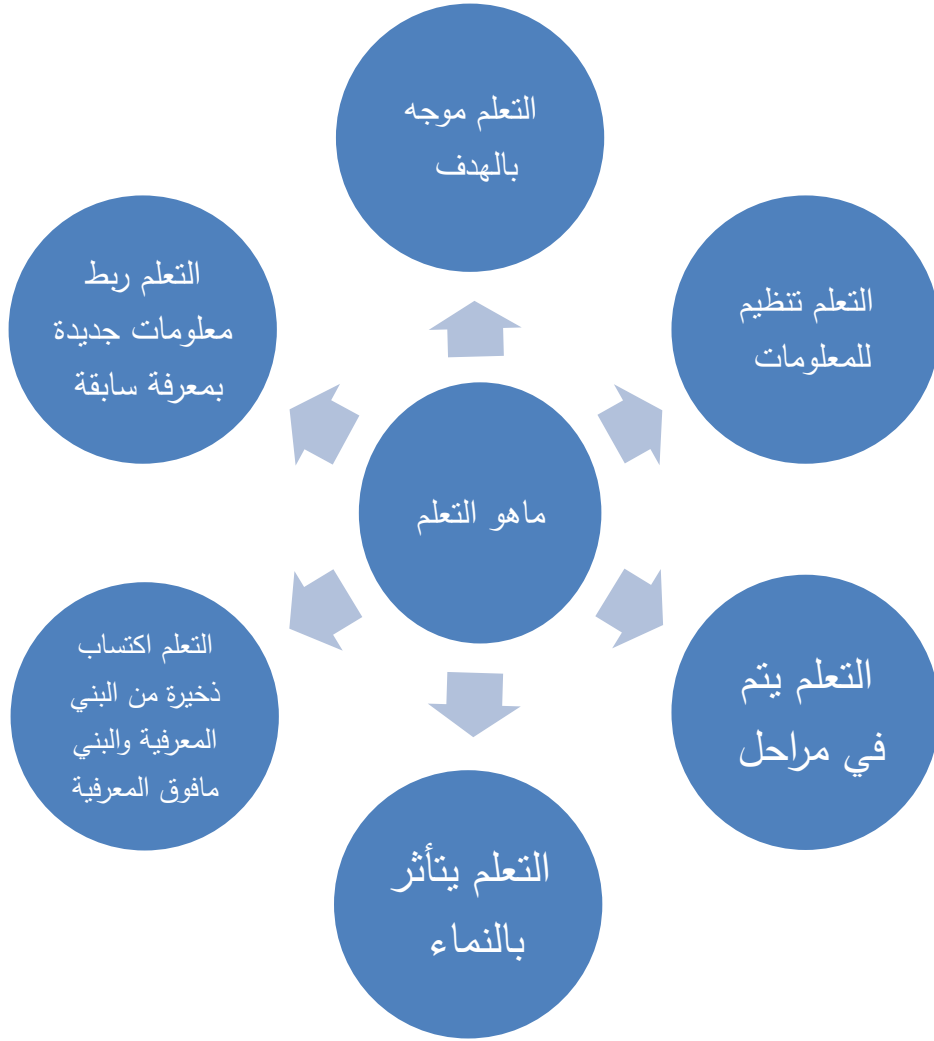 التعلم موجه
بالهدف
التعلم تنظيم
للمعلومات
التعلم ربط
معلومات جديدة
بمعرفة سابقة
ماهو التعلم
التعلم يتم
في مراحل
التعلم اكتساب
ذخيرة من البني
المعرفية والبني
مافوق المعرفية
التعلم يتأثر
بالنماء